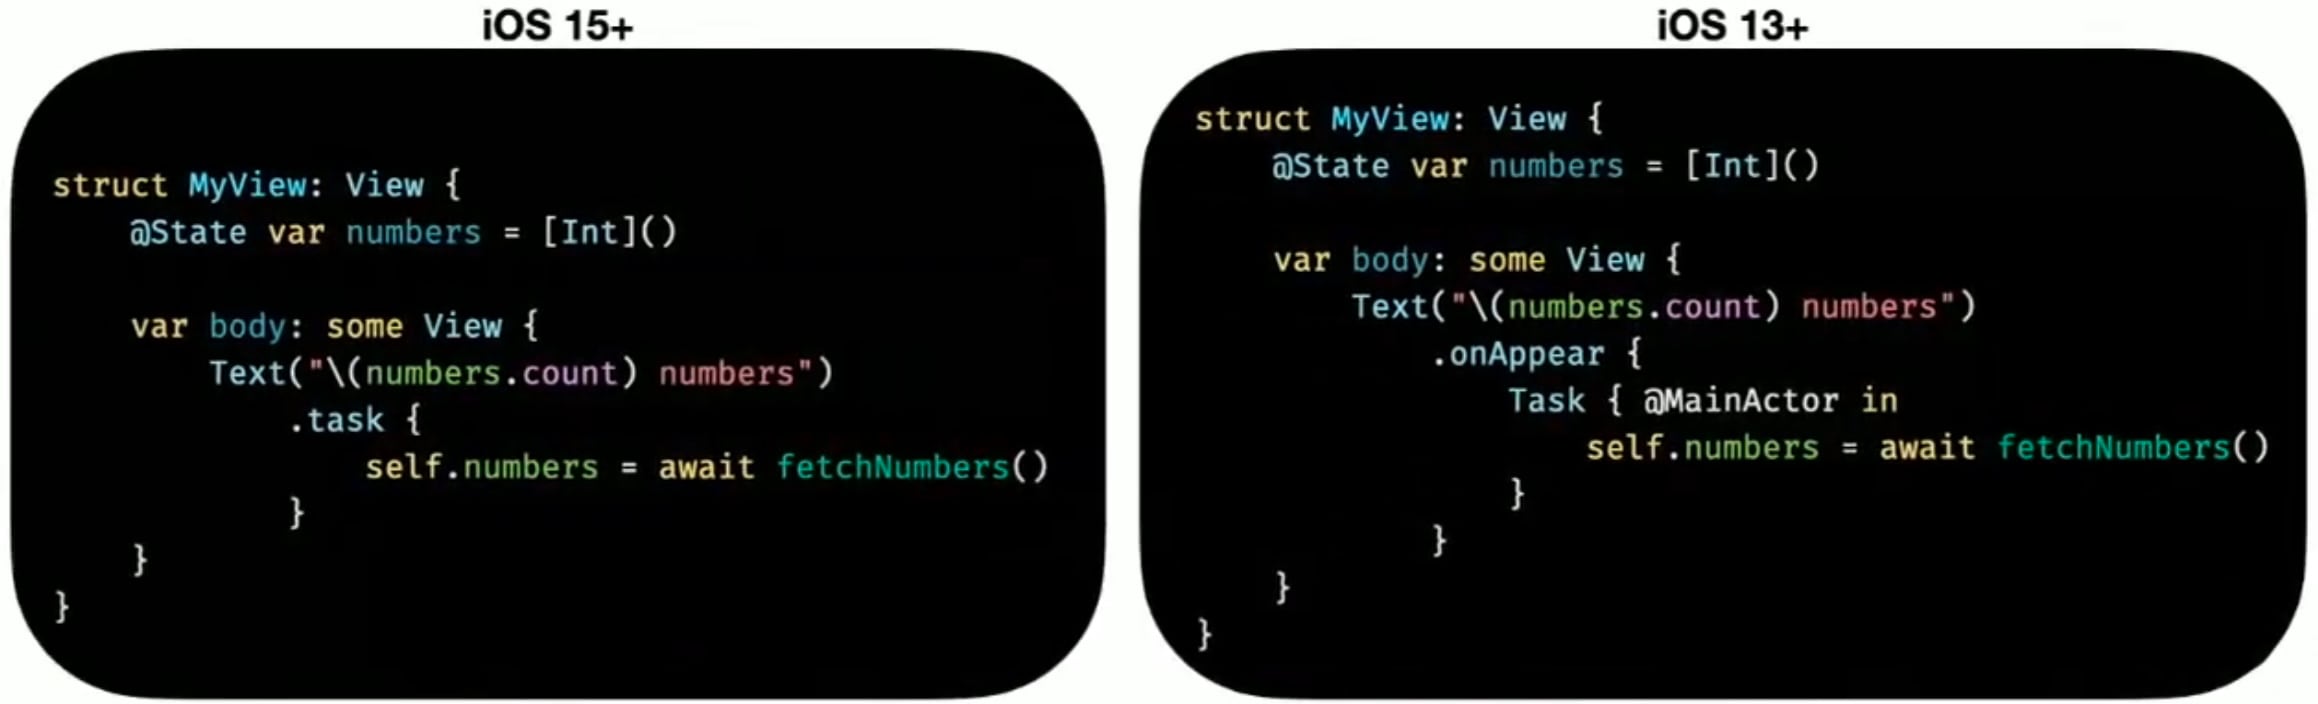 iOS 15+
struct MyView: View {
    @State var numbers = [Int]()
    var body: some View {
        Text("\(numbers.count) numbers")
            .task {
                self.numbers = await fetchNumbers()
            }
    }
}
iOS 13+
struct MyView: View {
    @State var numbers = [Int]()
    var body: some View {
        Text("\(numbers.count) numbers")
            .onAppear {
                Task { @MainActor in
                    self.numbers = await fetchNumbers()
                }
            }
    }
}